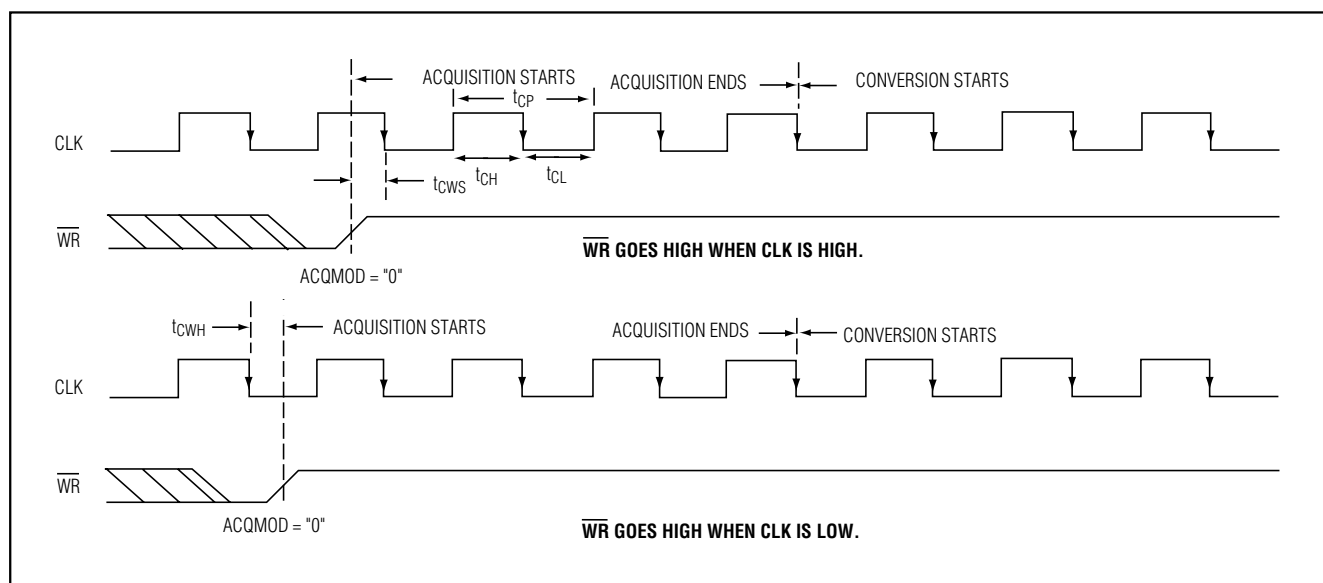 ACQUISITION STARTS
ACQUISITION ENDS
CONVERSION STARTS
tCP
CLK
tCWS
tCH
tCL
WR
WR GOES HIGH WHEN CLK IS HIGH.
ACQMOD = "0"
tCWH
ACQUISITION STARTS
ACQUISITION ENDS
CONVERSION STARTS
CLK
WR
ACQMOD = "0"
WR GOES HIGH WHEN CLK IS LOW.